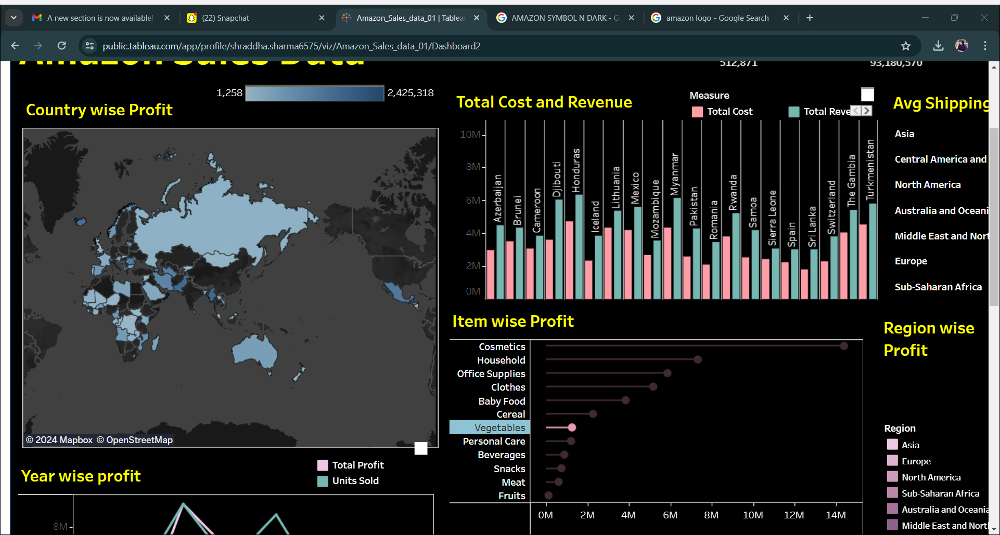 A new section is now available!
(22) Snapchat
Amazon_Sales_data_01 | Tablea
AMAZON SYMBOL N DARK - G
amazon logo - Google Search
public.tableau.com/app/profile/shraddha.sharma6575/viz/Amazon_Sales_data_01/Dashboard2
Amazon Sales Data
512,871
93,180,570
1,258
2,425,318
Country wise Profit
© 2024 Mapbox © OpenStreetMap
Total Cost and Revenue
Measure
Total Cost
Total Reve
10M
8M
6M
4M
2M
0M
Azerbaijan
Brunei
Cameroon
Djibouti
Honduras
Iceland
Lithuania
Mexico
Mozambique
Myanmar
Pakistan
Romania
Rwanda
Samoa
Sierra Leone
Spain
Sri Lanka
Switzerland
The Gambia
Turkmenistan
Avg Shipping
Asia
Central America and
North America
Australia and Oceani
Middle East and Nort
Europe
Sub-Saharan Africa
Item wise Profit
Cosmetics
Household
Office Supplies
Clothes
Baby Food
Cereal
Vegetables
Personal Care
Beverages
Snacks
Meat
Fruits
0M 2M 4M 6M 8M 10M 12M 14M
Region wise
Profit
Region
Asia
Europe
North America
Sub-Saharan Africa
Australia and Oceania
Middle East and Nort
Year wise profit
Total Profit
Units Sold
8M